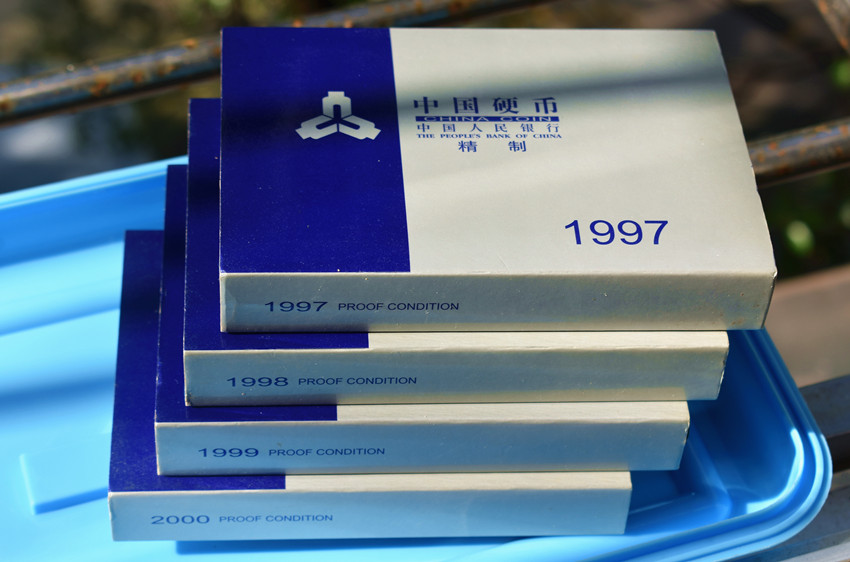 中国硬币
CHINA COIN
中国人民银行
THE PEOPLE'S BANK OF CHINA
精制
1997
1997 PROOF CONDITION
1998 PROOF CONDITION
1999 PROOF CONDITION
2000 PROOF CONDITION